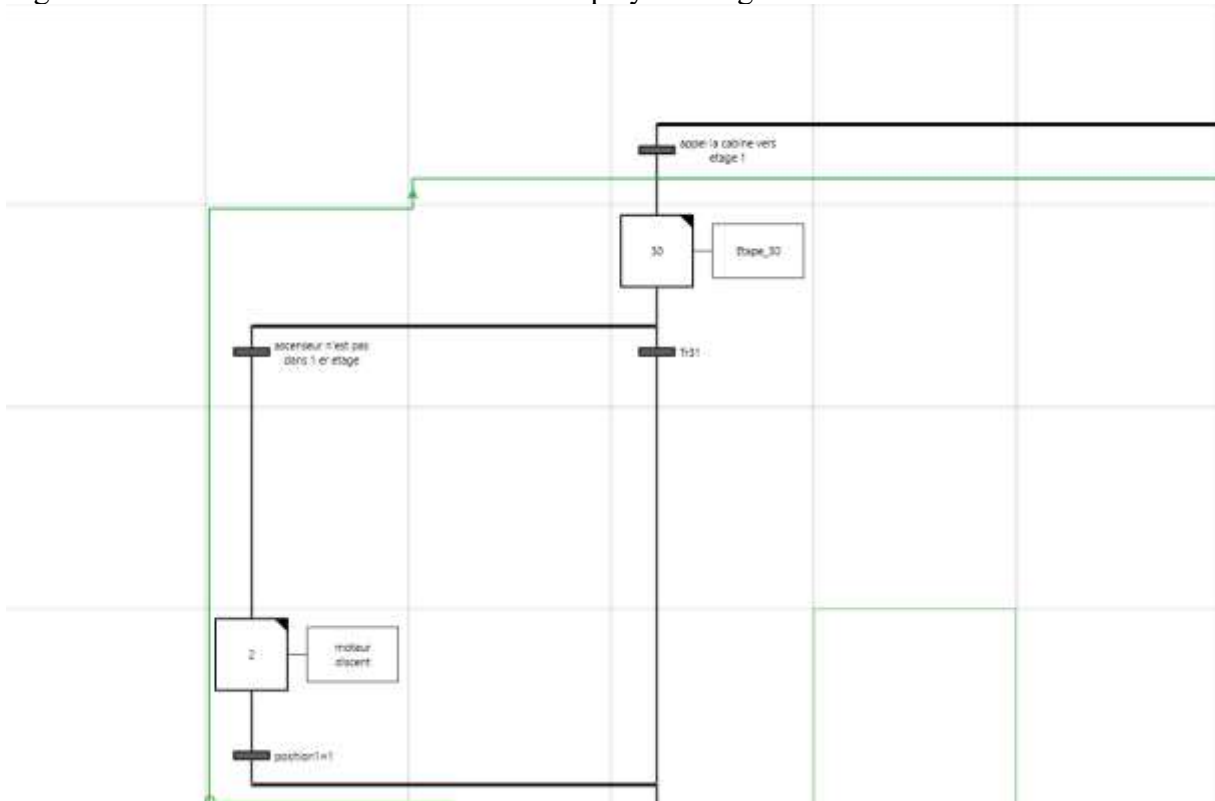 appel la cabine vers
etage 1
30
Etape_30
ascenseur n'est pas
dans 1 er etage
Tr31
2
moteur
discent
position1=1